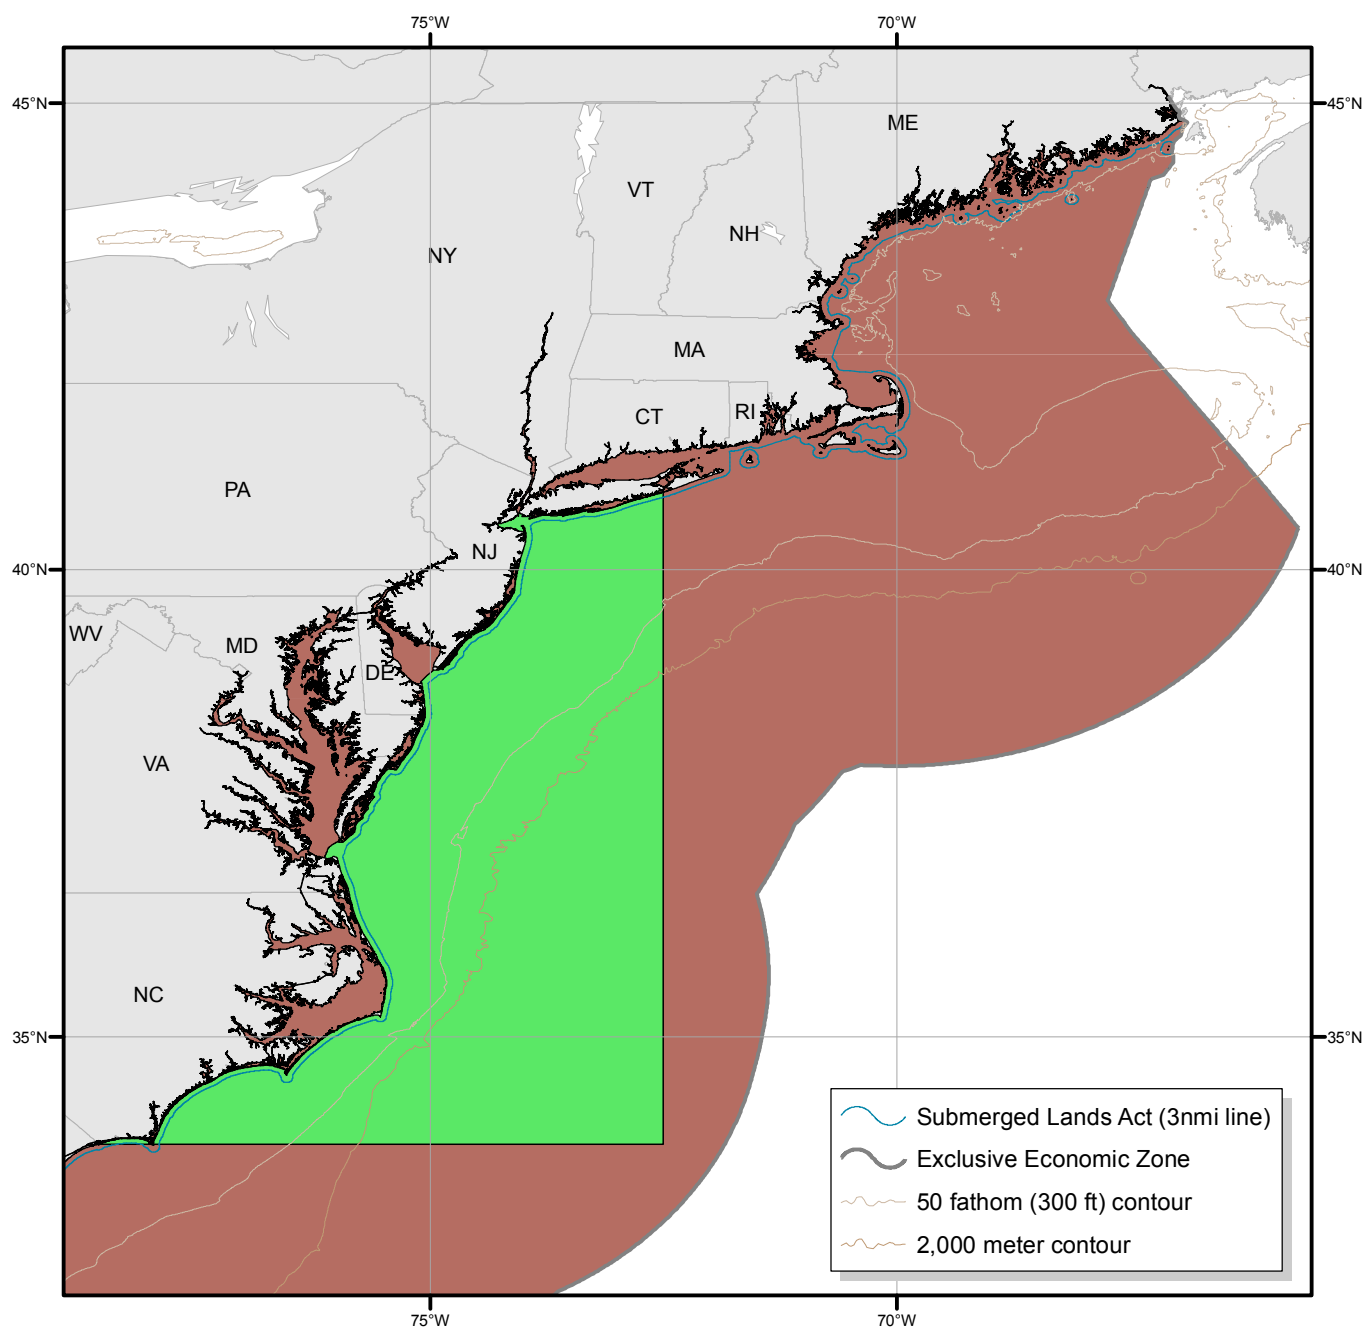 75°W 70°W
45°N 45°N
ME
VT
NH
NY
MA
CT RI
PA
NJ
40°N 40°N
WV
MD
DE
VA
NC
35°N 35°N
Submerged Lands Act (3nmi line)
Exclusive Economic Zone
50 fathom (300 ft) contour
2,000 meter contour
75°W 70°W